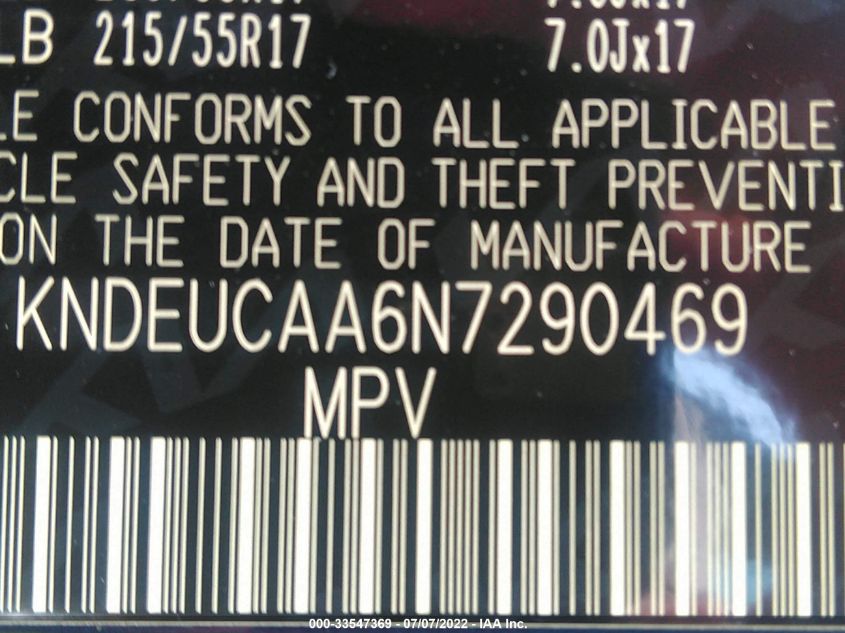 LB 215/55R17 7.0Jx17
LE CONFORMS TO ALL APPLICABLE
CLE SAFETY AND THEFT PREVENTI
ON THE DATE OF MANUFACTURE
KNDEUCAA6N7290469
MPV
000-33547369 - 07/07/2022 - IAA Inc.